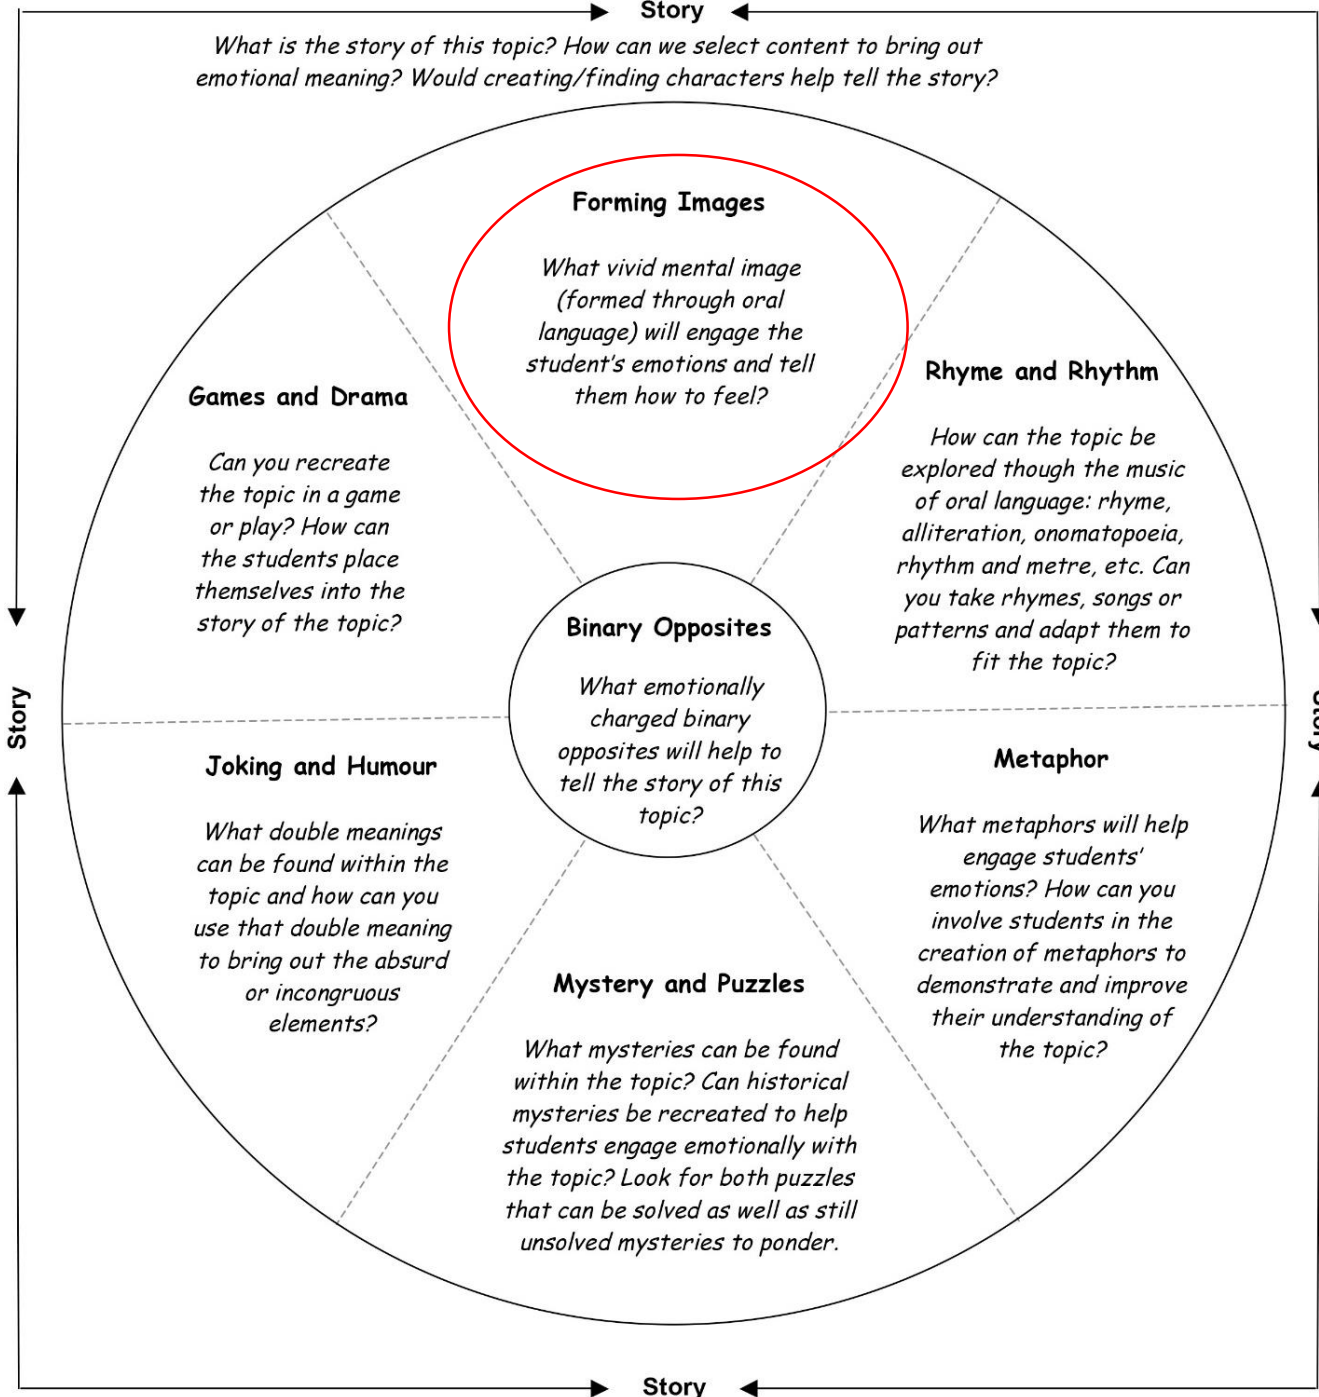 Story
What is the story of this topic? How can we select content to bring out
emotional meaning? Would creating/finding characters help tell the story?
Forming Images
What vivid mental image
(formed through oral
language) will engage the
student's emotions and tell
them how to feel?
Rhyme and Rhythm
How can the topic be
explored though the music
of oral language: rhyme,
alliteration, onomatopoeia,
rhythm and metre, etc. Can
you take rhymes, songs or
patterns and adapt them to
fit the topic?
Games and Drama
Can you recreate
the topic in a game
or play? How can
the students place
themselves into the
story of the topic?
Binary Opposites
What emotionally
charged binary
opposites will help to
tell the story of this
topic?
Story
Story
Joking and Humour
What double meanings
can be found within the
topic and how can you
use that double meaning
to bring out the absurd
or incongruous
elements?
Metaphor
What metaphors will help
engage students'
emotions? How can you
involve students in the
creation of metaphors to
demonstrate and improve
their understanding of
the topic?
Mystery and Puzzles
What mysteries can be found
within the topic? Can historical
mysteries be recreated to help
students engage emotionally with
the topic? Look for both puzzles
that can be solved as well as still
unsolved mysteries to ponder.
Story